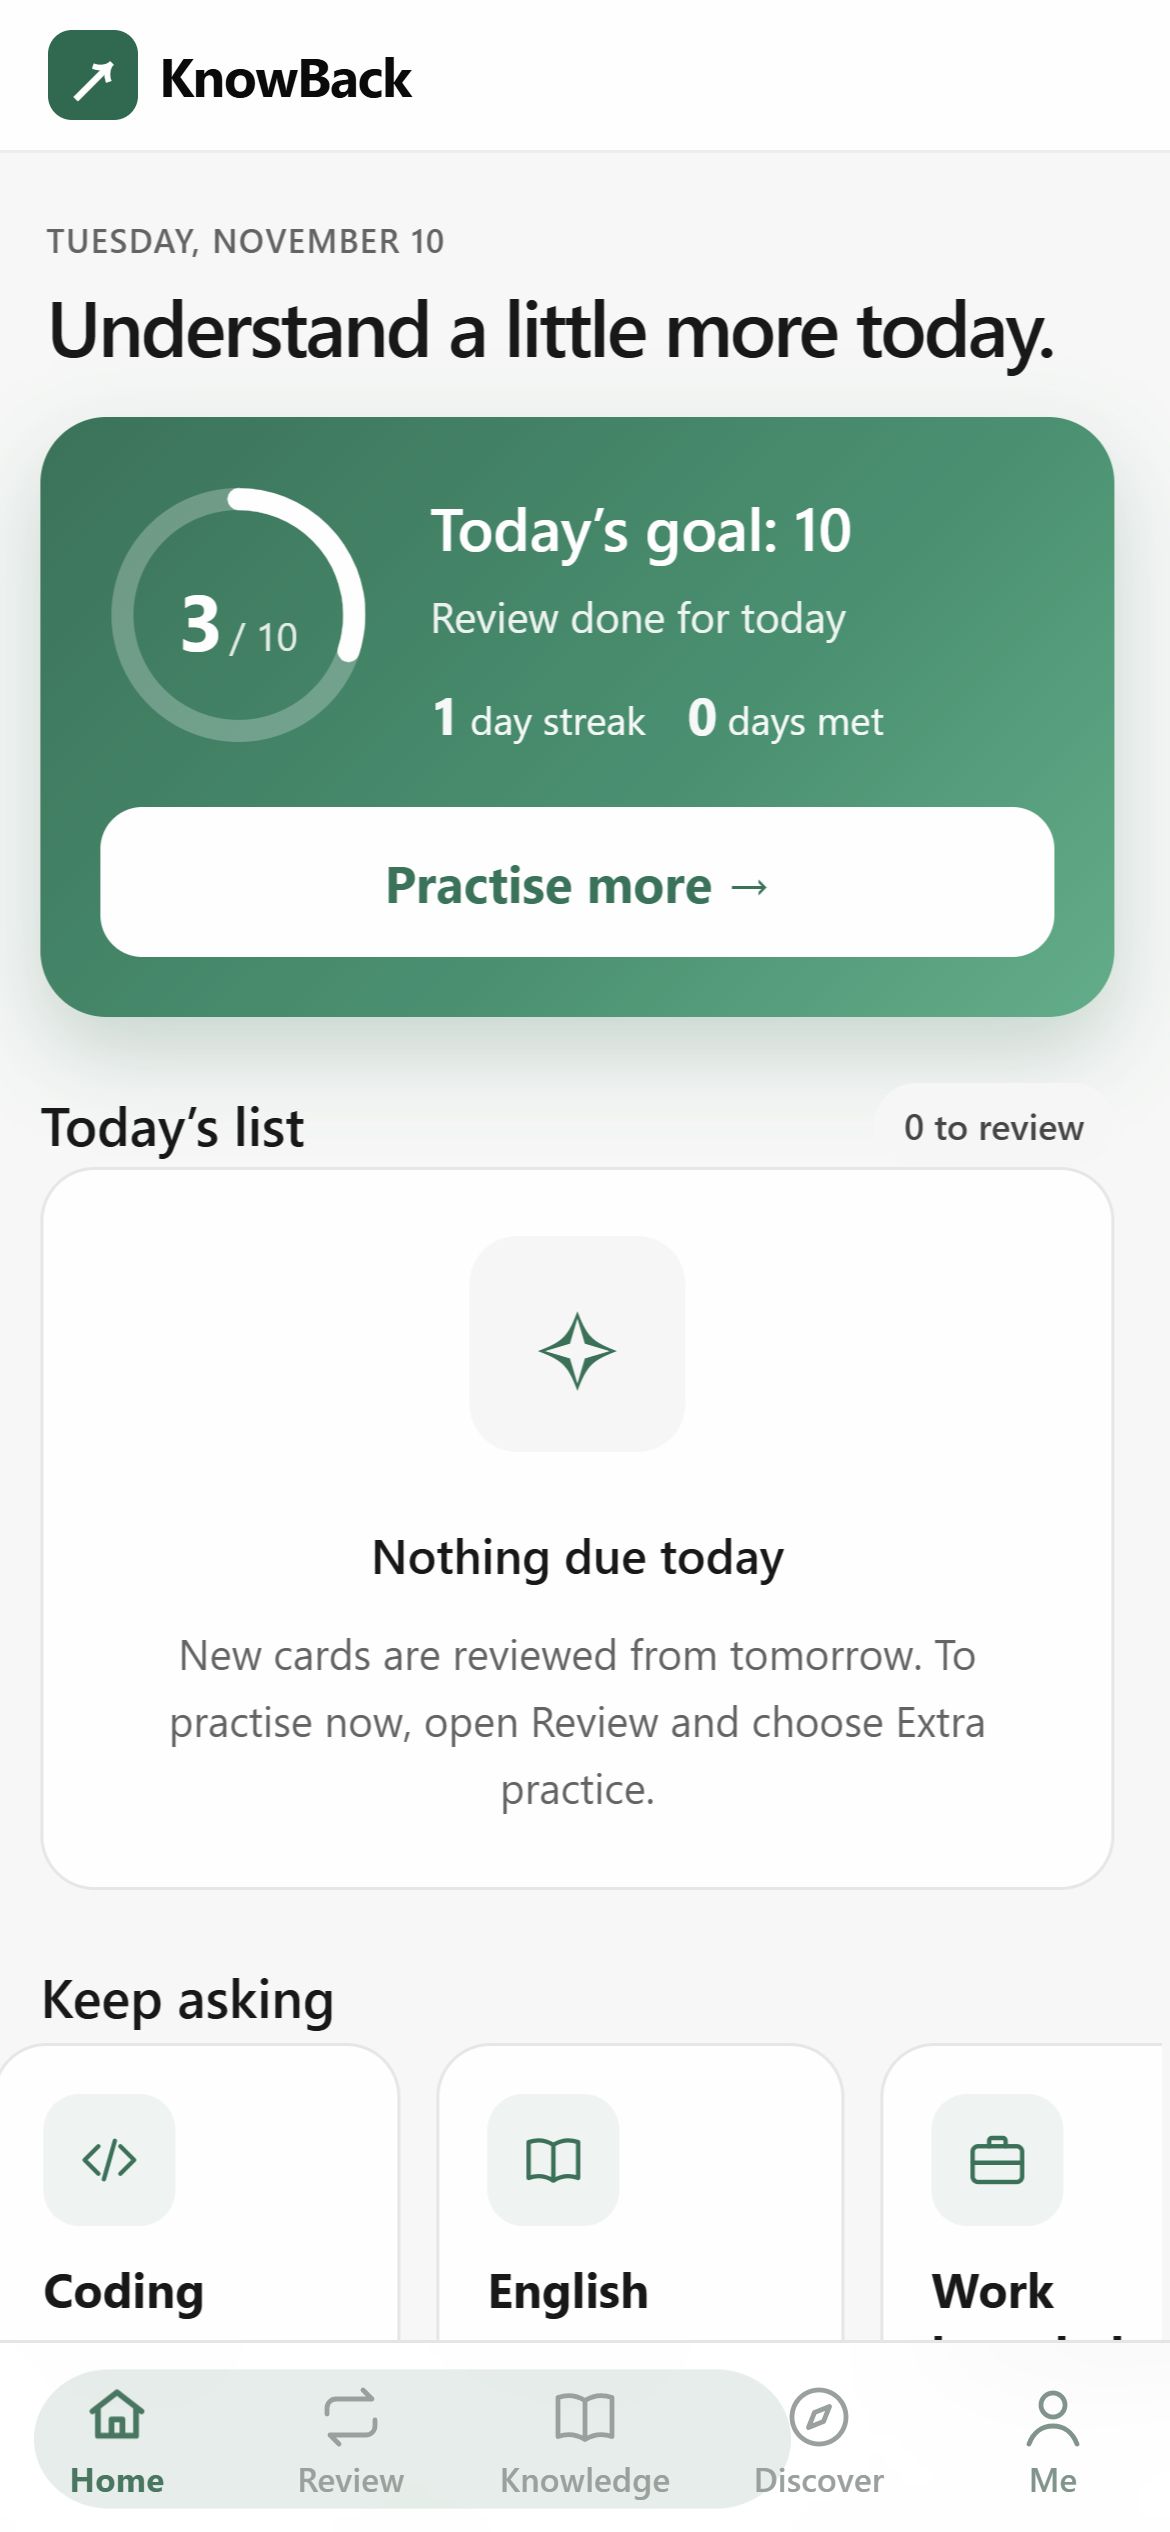 KnowBack
TUESDAY, NOVEMBER 10
Understand a little more today.
3 / 10
Today’s goal: 10
Review done for today
1 day streak 0 days met
Practise more →
Today’s list
0 to review
Nothing due today
New cards are reviewed from tomorrow. To
practise now, open Review and choose Extra
practice.
Keep asking
Coding
English
Work
Home
Review
Knowledge
Discover
Me